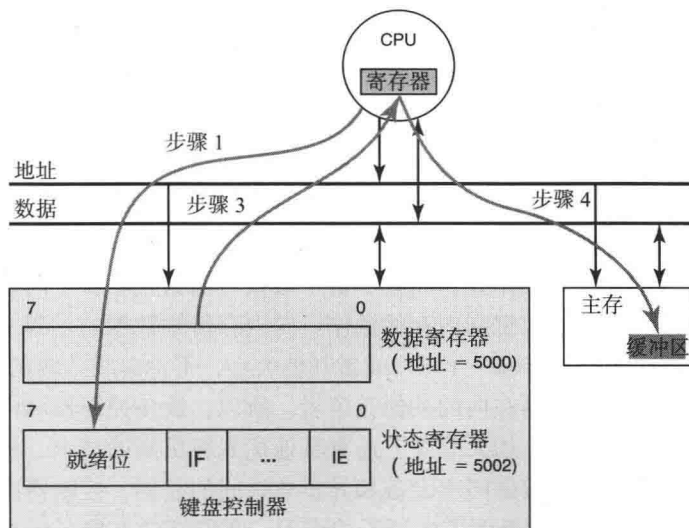 CPU
寄存器
步骤 1
地址
步骤 3
步骤 4
数据
7 0
主存
数据寄存器
( 地址 = 5000)
缓冲区
7 0
就绪位 IF ... IE
状态寄存器
( 地址 = 5002)
键盘控制器